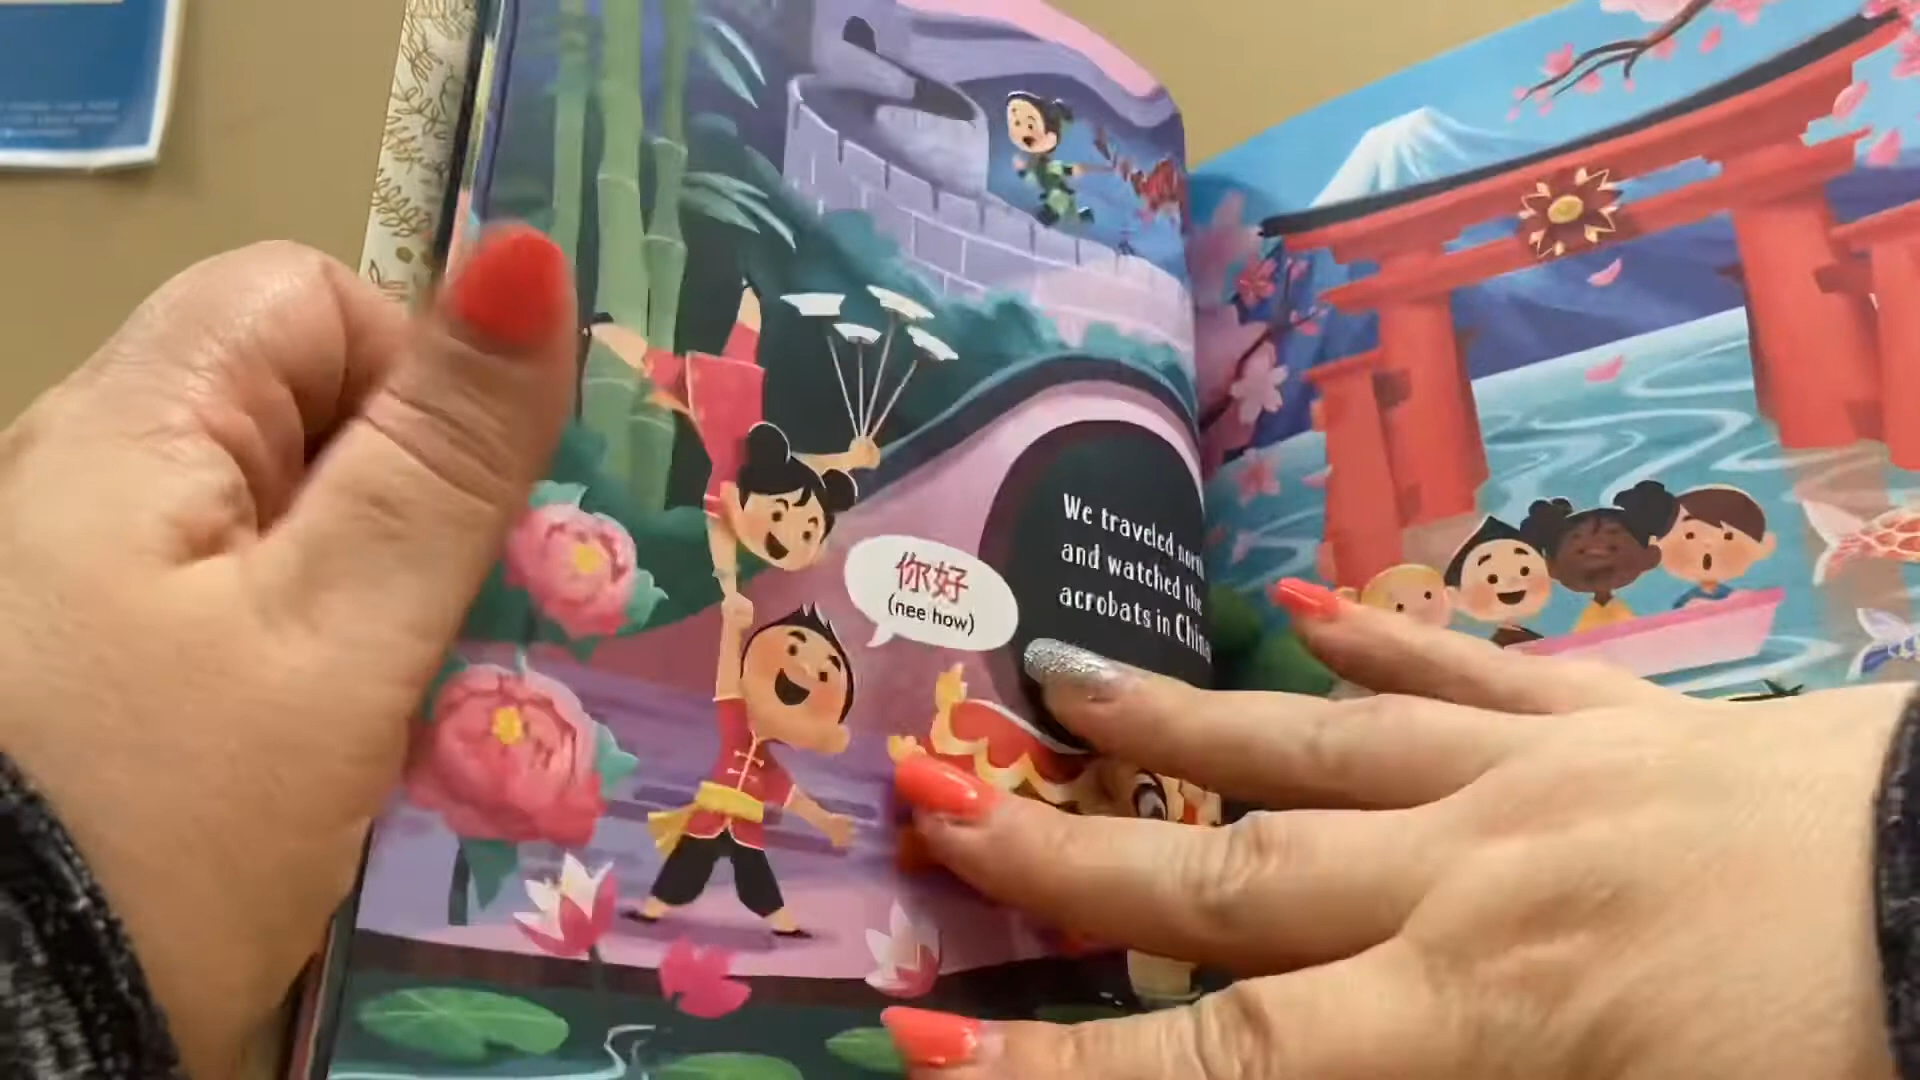 We traveled north
and watched the
acrobats in China
你好
(nee how)